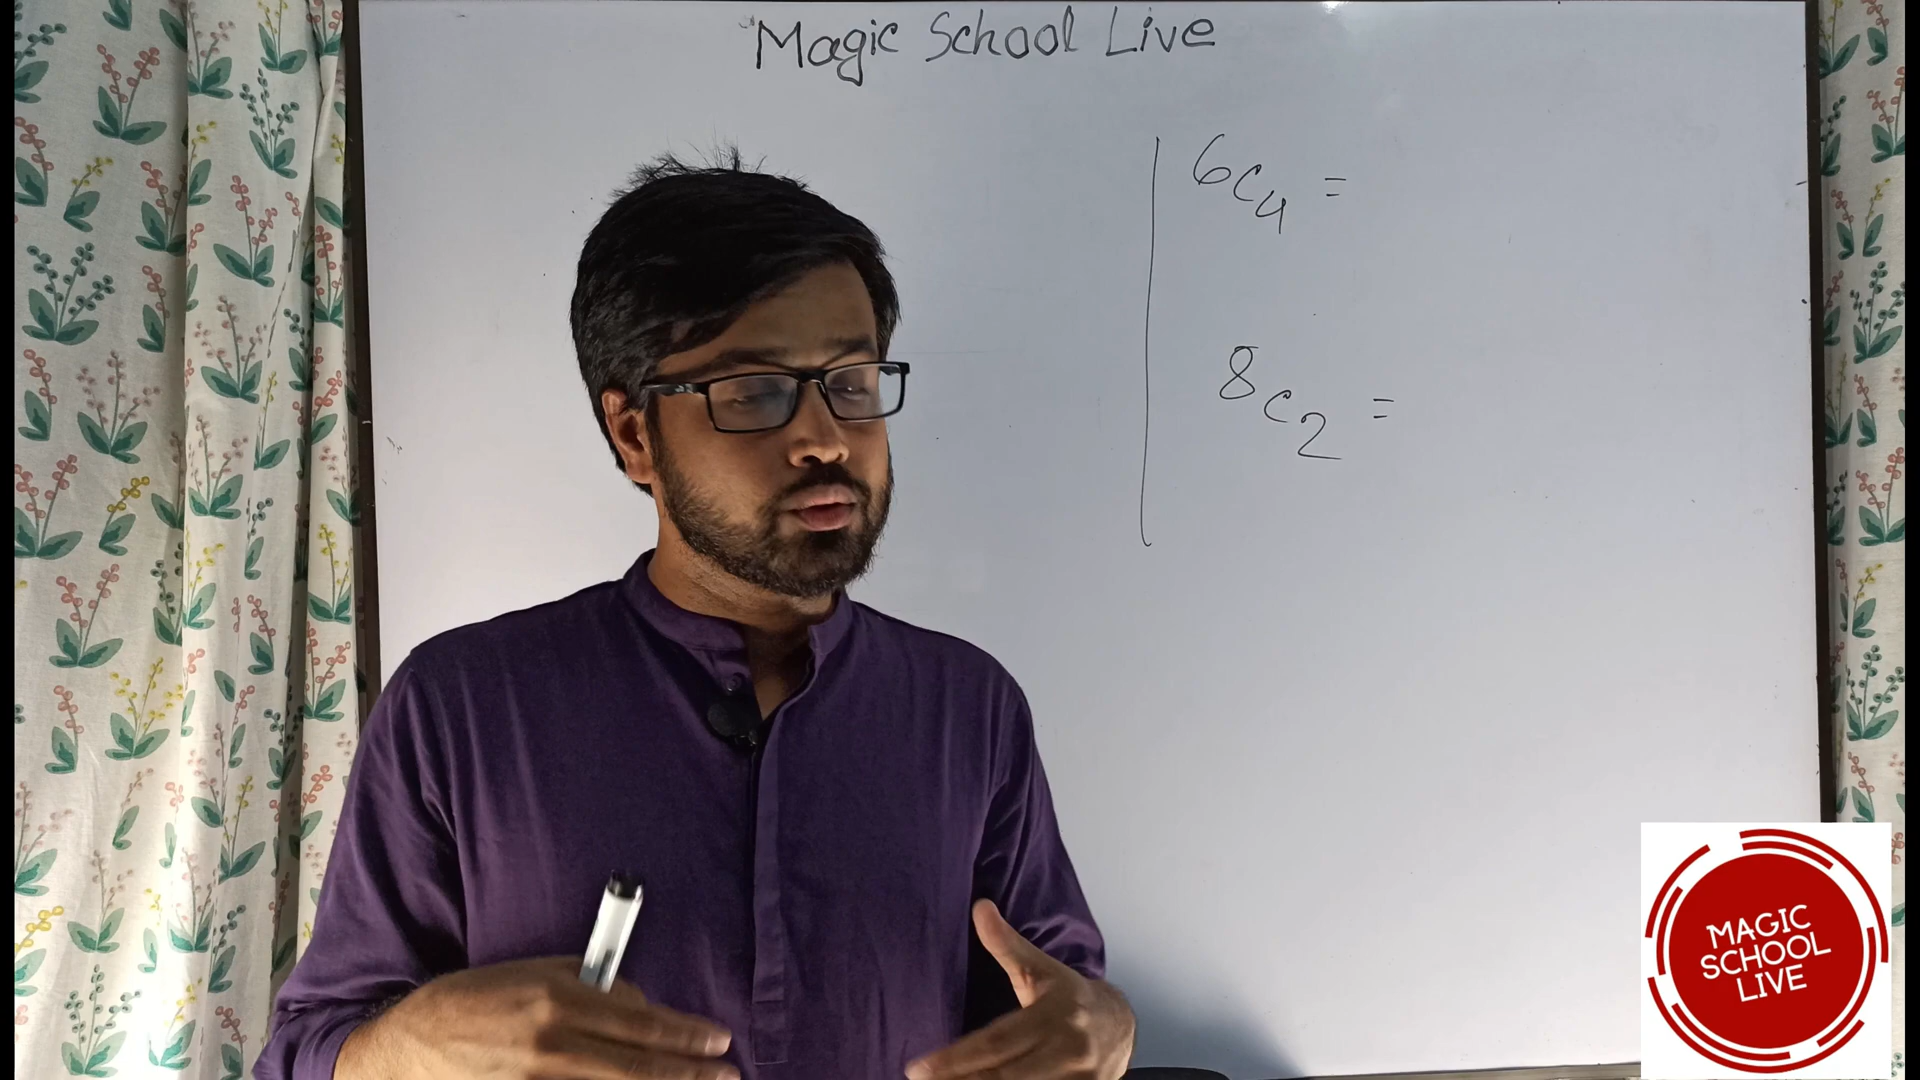 Magic School Live
6c4 =
8c2 =
MAGIC
SCHOOL
LIVE